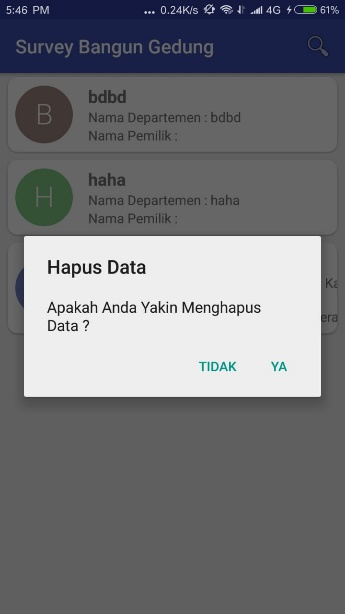 5:46 PM
... 0.24K/s 4G 61%
Survey Bangun Gedung
B
bdbd
Nama Departemen : bdbd
Nama Pemilik :
H
haha
Nama Departemen : haha
Nama Pemilik :
Ka
era
Hapus Data
Apakah Anda Yakin Menghapus
Data ?
TIDAK YA